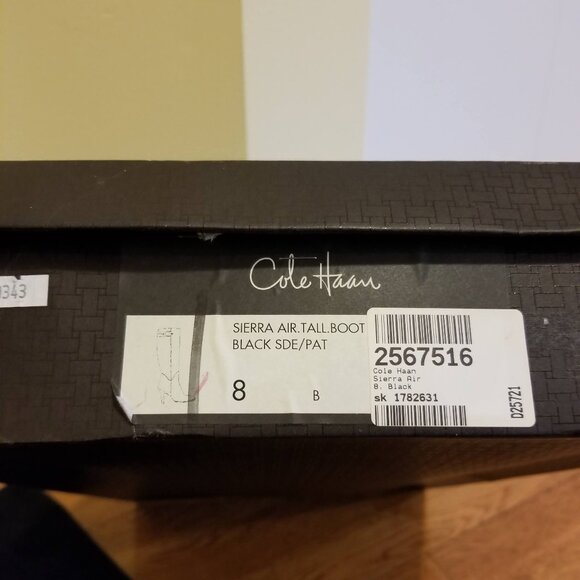 Cole Haan
0343
SIERRA AIR.TALL.BOOT
BLACK SDE/PAT
8 B
2567516
Cole Haan
Sierra Air
8. Black
sk 1782631
D25721